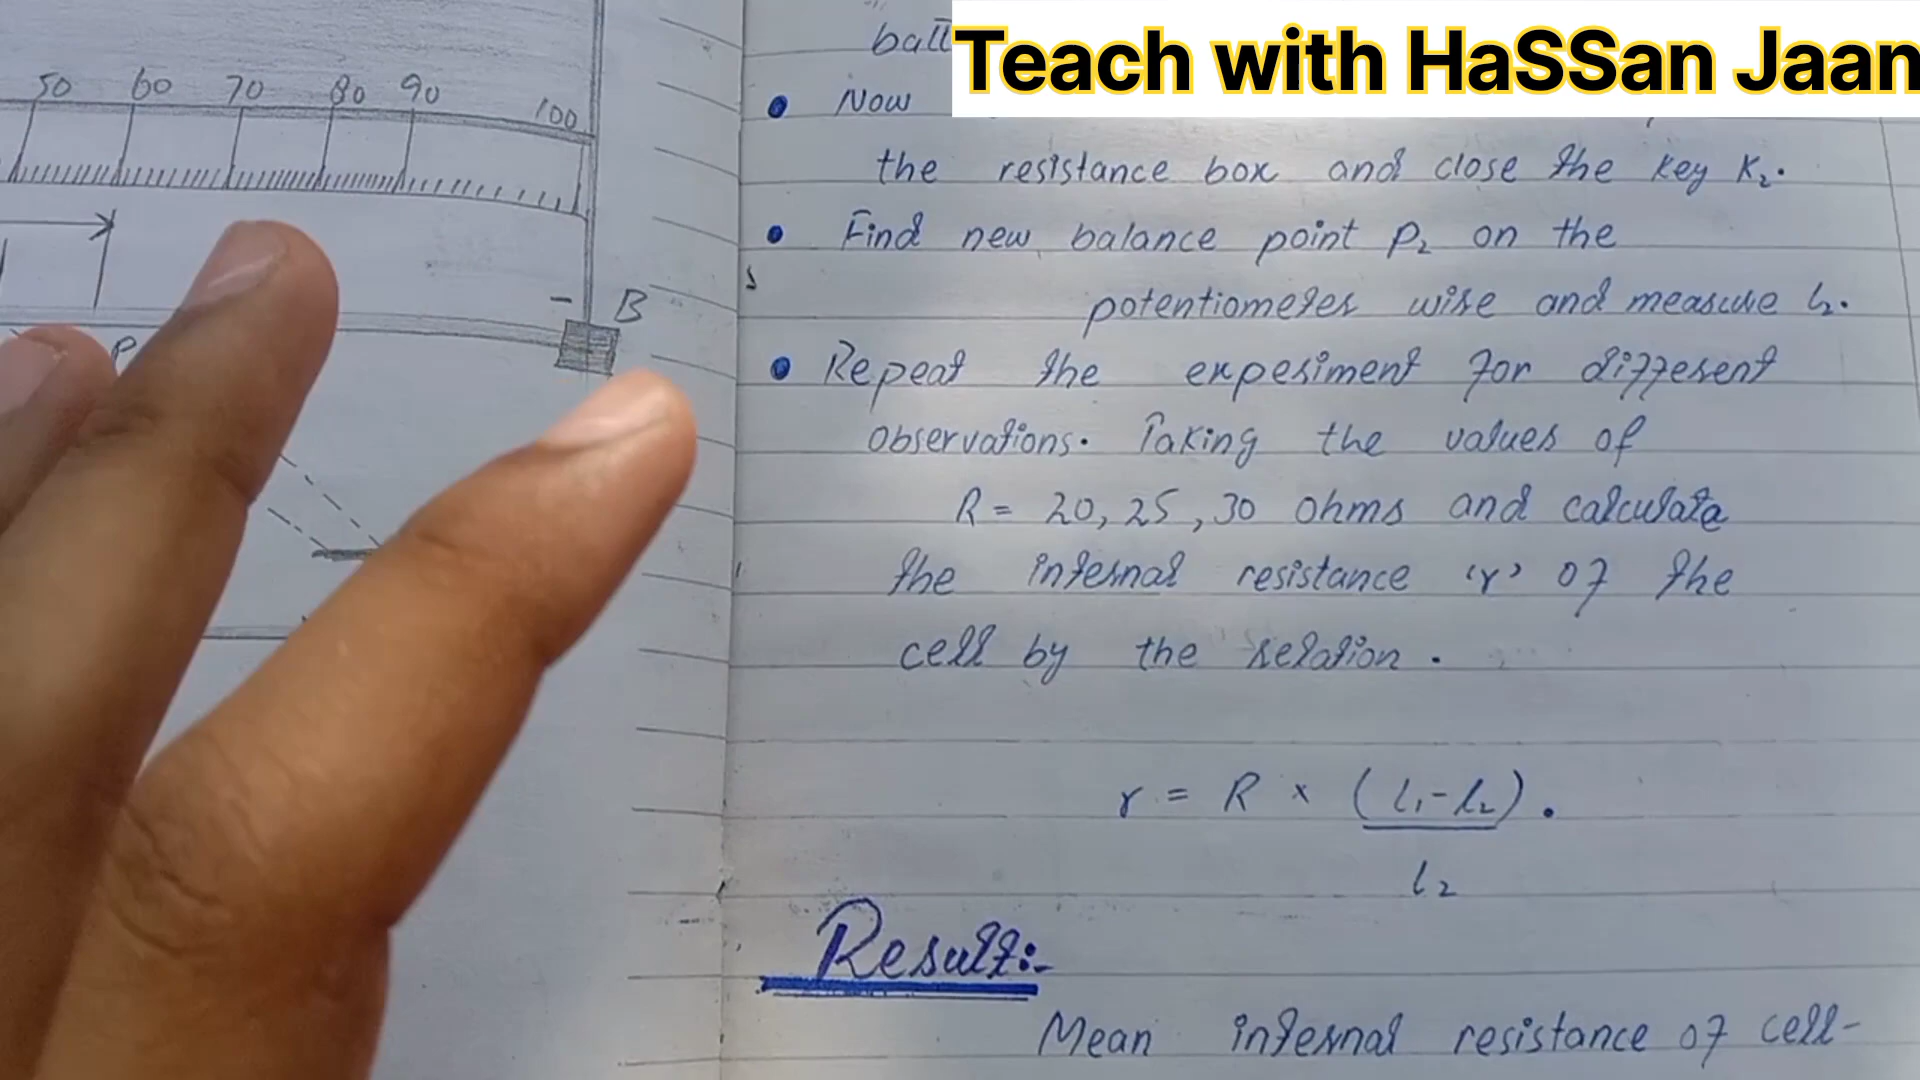 Teach with HaSSan Jaan
50 60 70 80 90 100
B
P
Now
the resistance box and close the key K₂.
Find new balance point P₂ on the
potentiometer wire and measure l₂.
Repeat the experiment for different
observations. Taking the values of
R = 20, 25, 30 ohms and calculate
the internal resistance 'r' of the
cell by the relation.
r = R × (l₁-l₂).
l₂
Result:-
Mean internal resistance of cell-